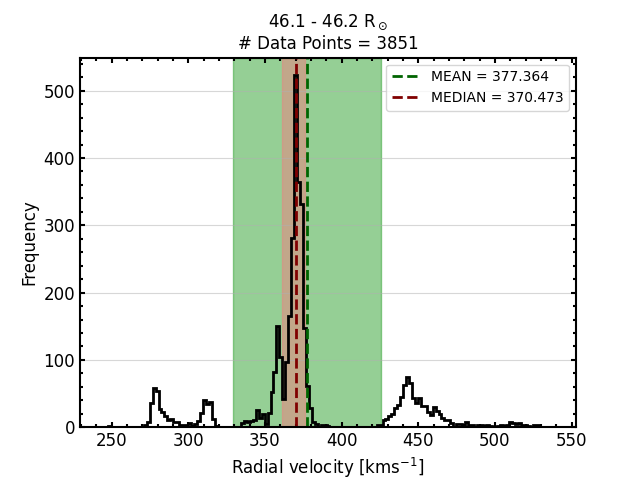 46.1 - 46.2 R⊙
# Data Points = 3851
MEAN = 377.364
MEDIAN = 370.473
Frequency
500
400
300
200
100
0
250 300 350 400 450 500 550
Radial velocity [kms⁻¹]